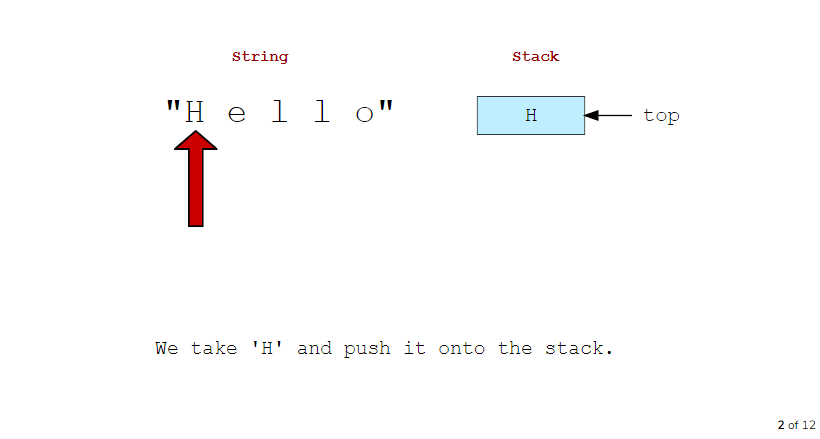 String
Stack
"H e l l o"
H
top
We take 'H' and push it onto the stack.
2 of 12